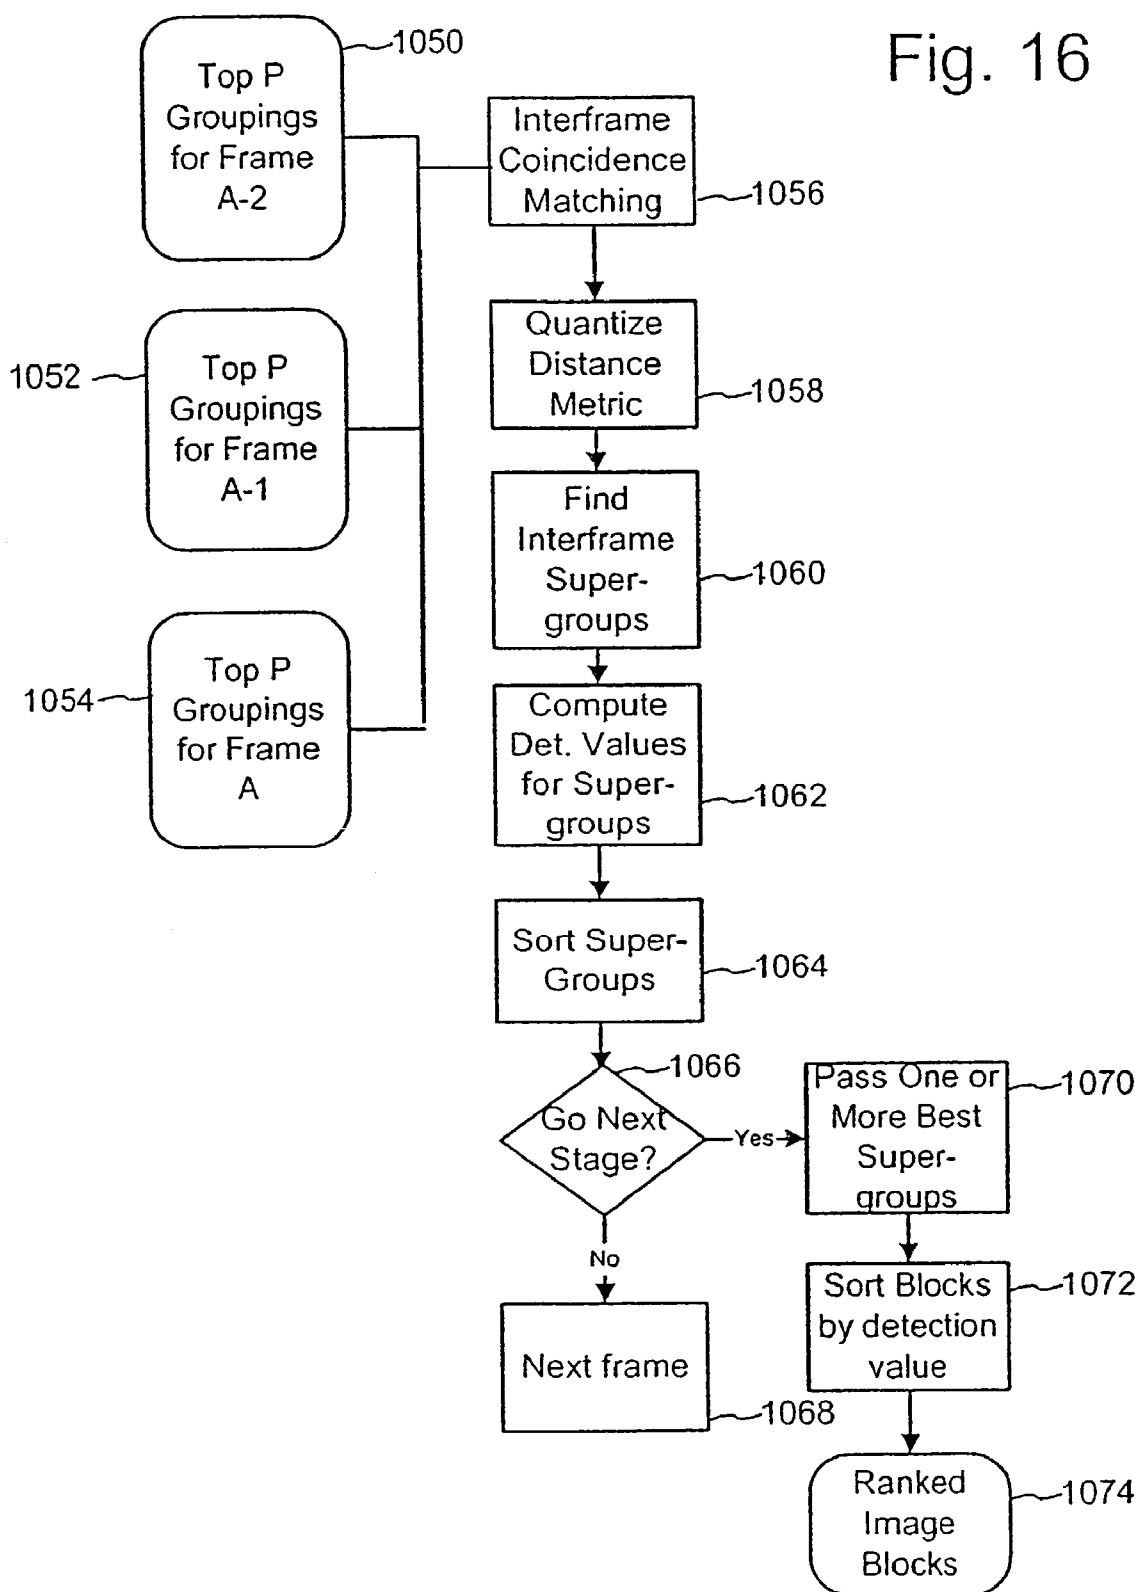 Fig. 16
1050
Top P
Groupings
for Frame
A-2
1052
Top P
Groupings
for Frame
A-1
1054
Top P
Groupings
for Frame
A
Interframe
Coincidence
Matching
1056
Quantize
Distance
Metric
1058
Find
Interframe
Super-
groups
1060
Compute
Det. Values
for Super-
groups
1062
Sort Super-
Groups
1064
1066
Go Next
Stage?
Yes
No
Next frame
1068
Pass One or
More Best
Super-
groups
1070
Sort Blocks
by detection
value
1072
Ranked
Image
Blocks
1074